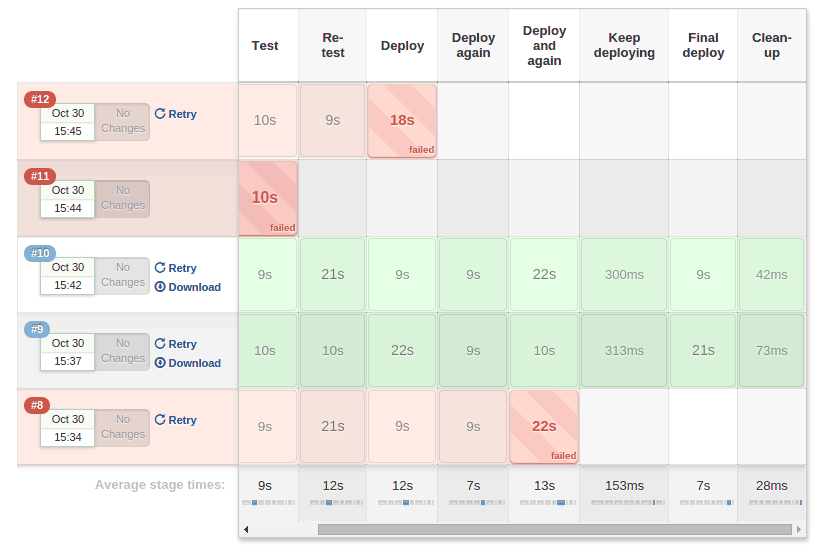 Test
Re-
test
Deploy
Deploy
again
Deploy
and
again
Keep
deploying
Final
deploy
Clean-
up
#12
Oct 30
15:45
No
Changes
Retry
10s
9s
18s
failed
#11
Oct 30
15:44
No
Changes
10s
failed
#10
Oct 30
15:42
No
Changes
Retry
Download
9s
21s
9s
9s
22s
300ms
9s
42ms
#9
Oct 30
15:37
No
Changes
Retry
Download
10s
10s
22s
9s
10s
313ms
21s
73ms
#8
Oct 30
15:34
No
Changes
Retry
9s
21s
9s
9s
22s
failed
Average stage times:
9s
12s
12s
7s
13s
153ms
7s
28ms